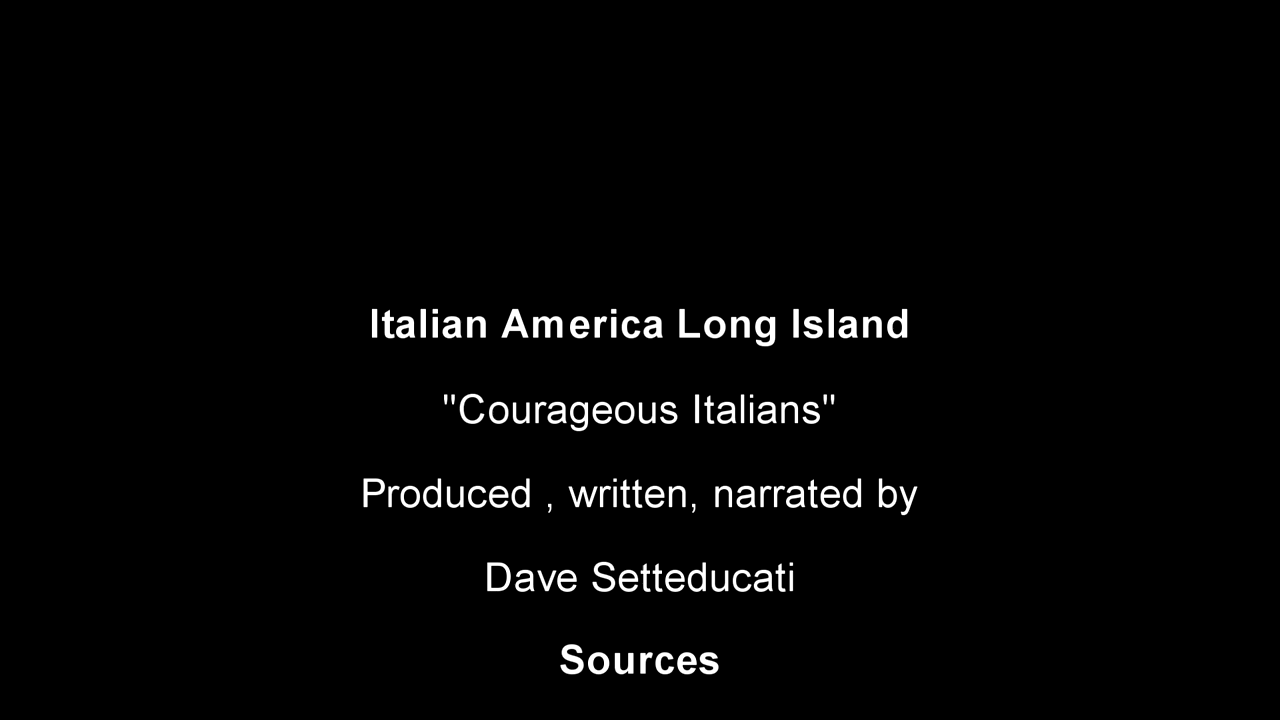 Italian America Long Island
"Courageous Italians"
Produced , written, narrated by
Dave Setteducati
Sources